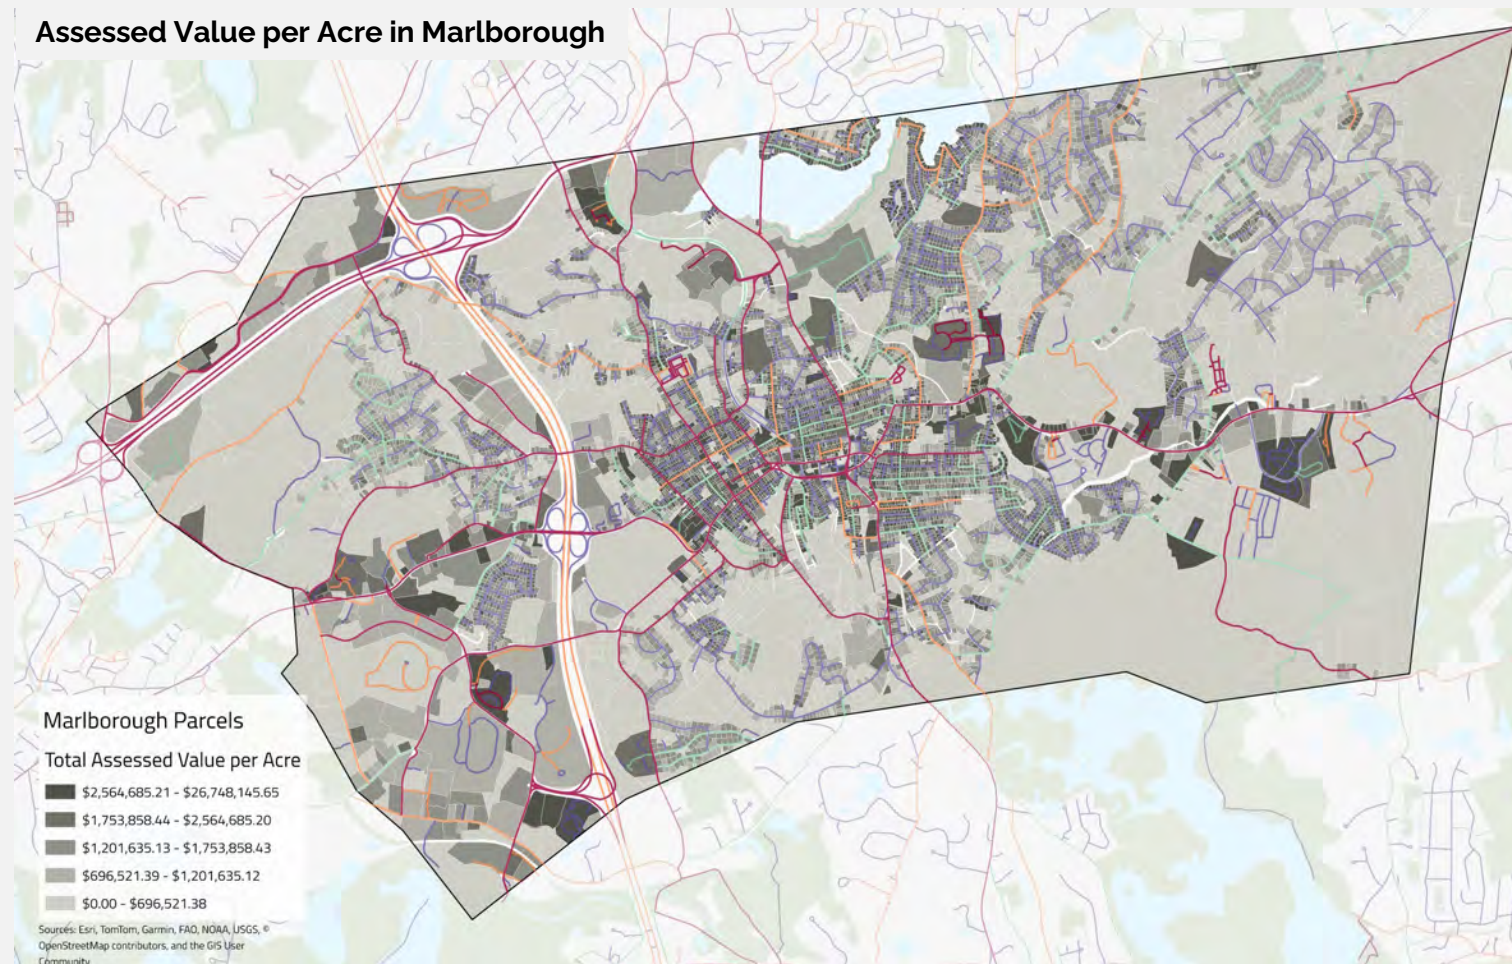 Assessed Value per Acre in Marlborough
Marlborough Parcels
Total Assessed Value per Acre
$2,564,685.21 - $26,748,145.65
$1,753,858.44 - $2,564,685.20
$1,201,635.13 - $1,753,858.43
$696,521.39 - $1,201,635.12
$0.00 - $696,521.38
Sources: Esri, TomTom, Garmin, FAO, NOAA, USGS, ©
OpenStreetMap contributors, and the GIS User
Community